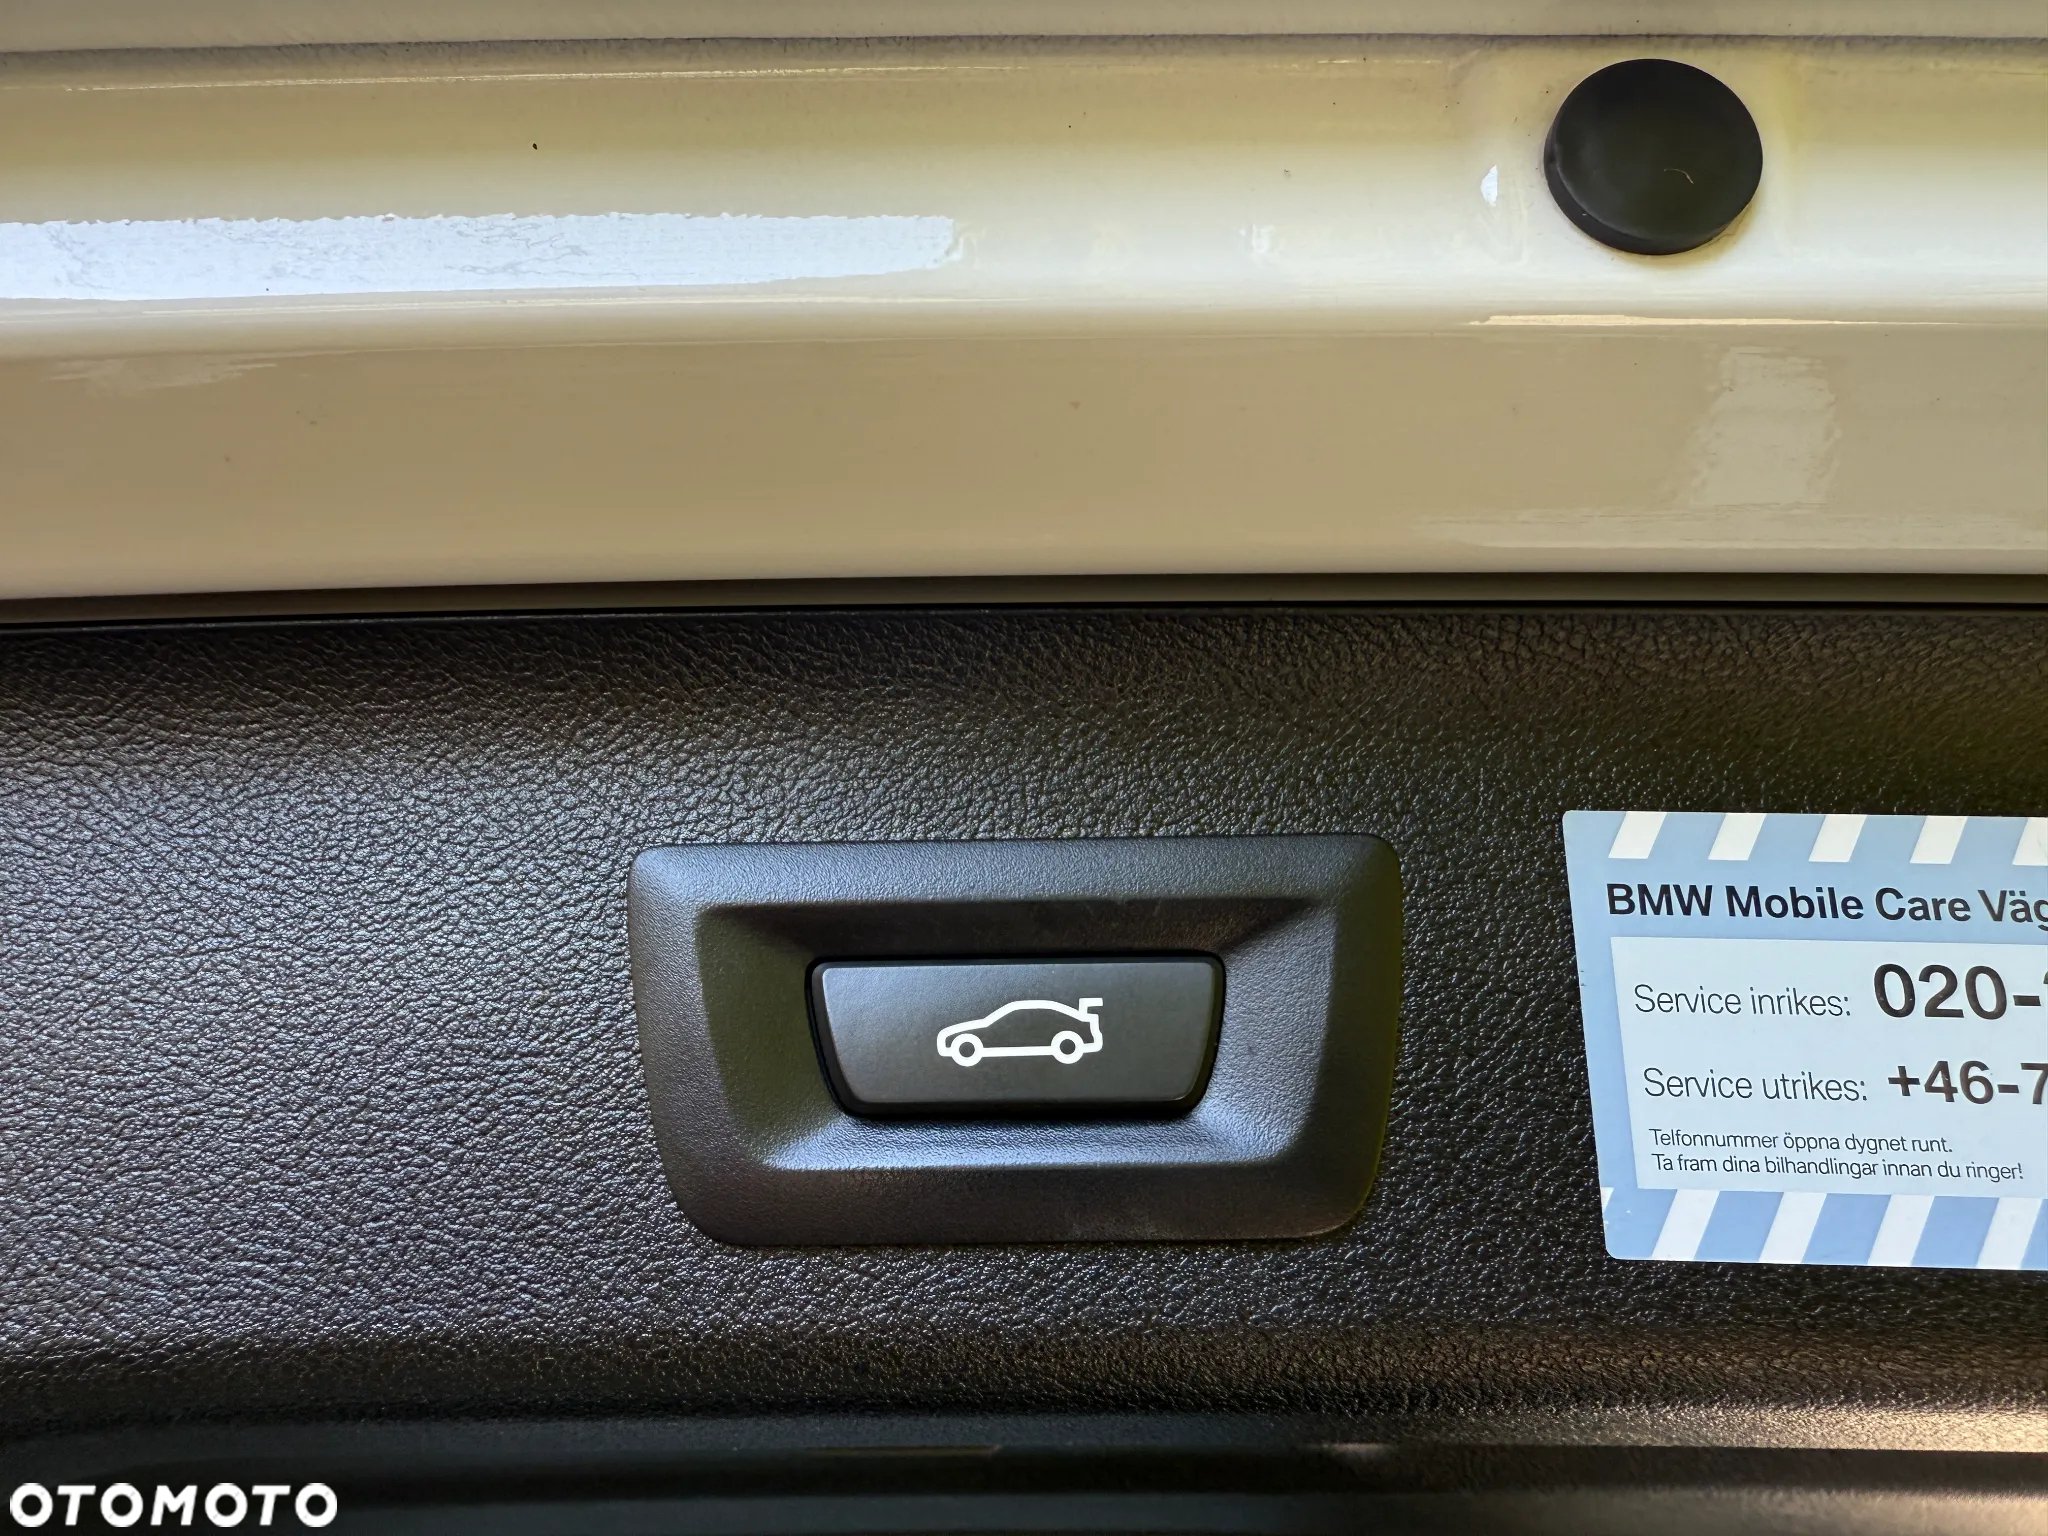 BMW Mobile Care
Service inrikes: 020-
Service utrikes: +46-7
Telfonnummer öppna dygnet runt.
Ta fram dina bilhandlingar innan du ringer!
OTOMOTO